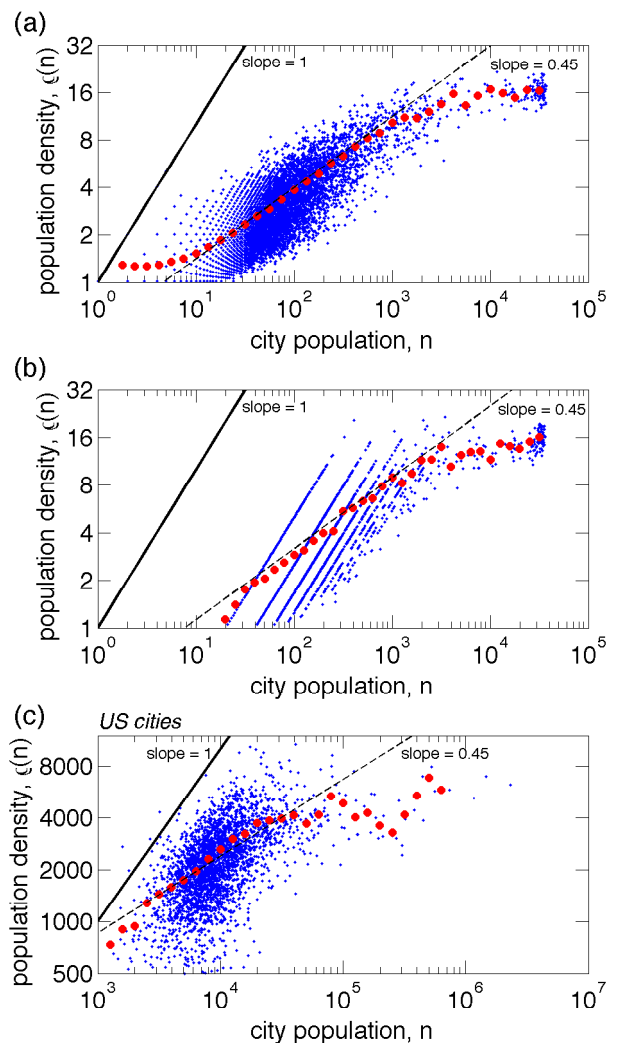 (a)
32
16
8
4
2
1
population density, ϱ(n)
slope = 1
slope = 0.45
10^0 10^1 10^2 10^3 10^4 10^5
city population, n
(b)
32
16
8
4
2
1
population density, ϱ(n)
slope = 1
slope = 0.45
10^0 10^1 10^2 10^3 10^4 10^5
city population, n
(c)
US cities
8000
4000
2000
1000
500
population density, ϱ(n)
slope = 1
slope = 0.45
10^3 10^4 10^5 10^6 10^7
city population, n